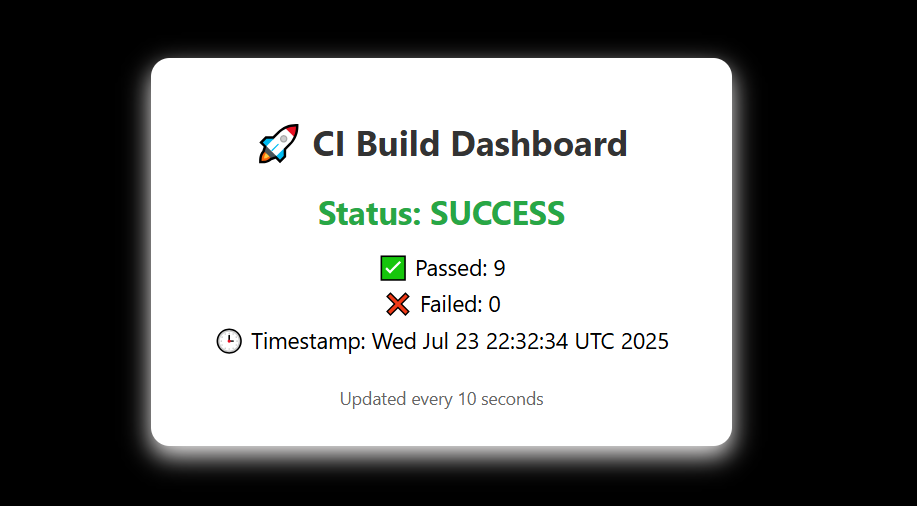 🚀 CI Build Dashboard
Status: SUCCESS
✅ Passed: 9
❌ Failed: 0
🕒 Timestamp: Wed Jul 23 22:32:34 UTC 2025
Updated every 10 seconds